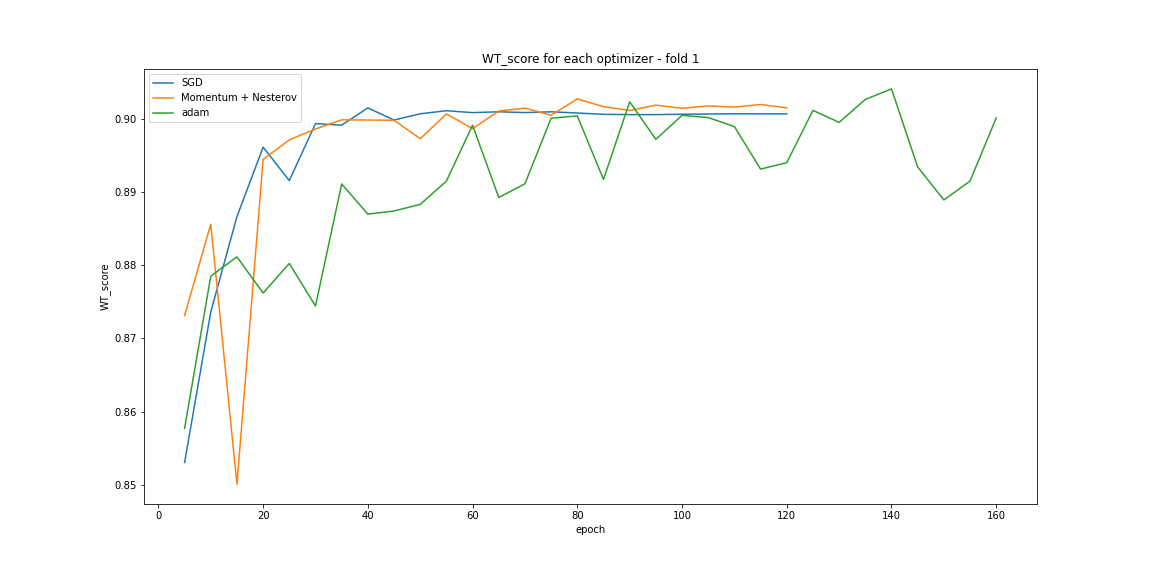 WT_score for each optimizer - fold 1
SGD
Momentum + Nesterov
adam
0.90
0.89
0.88
0.87
0.86
0.85
WT_score
0 20 40 60 80 100 120 140 160
epoch